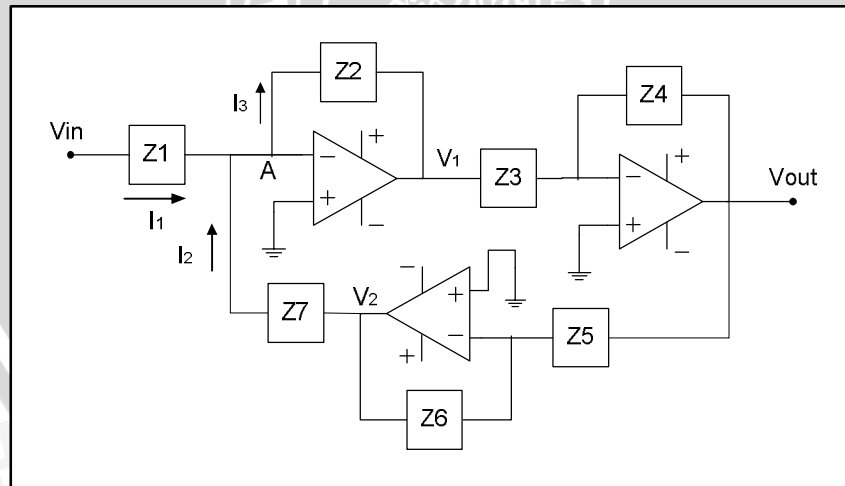 Z2
Z4
I3
Vin
Z1
+
−
A
V1
Z3
+
−
Vout
+
−
+
−
I1
I2
−
V2
+
Z7
−
Z5
+
Z6